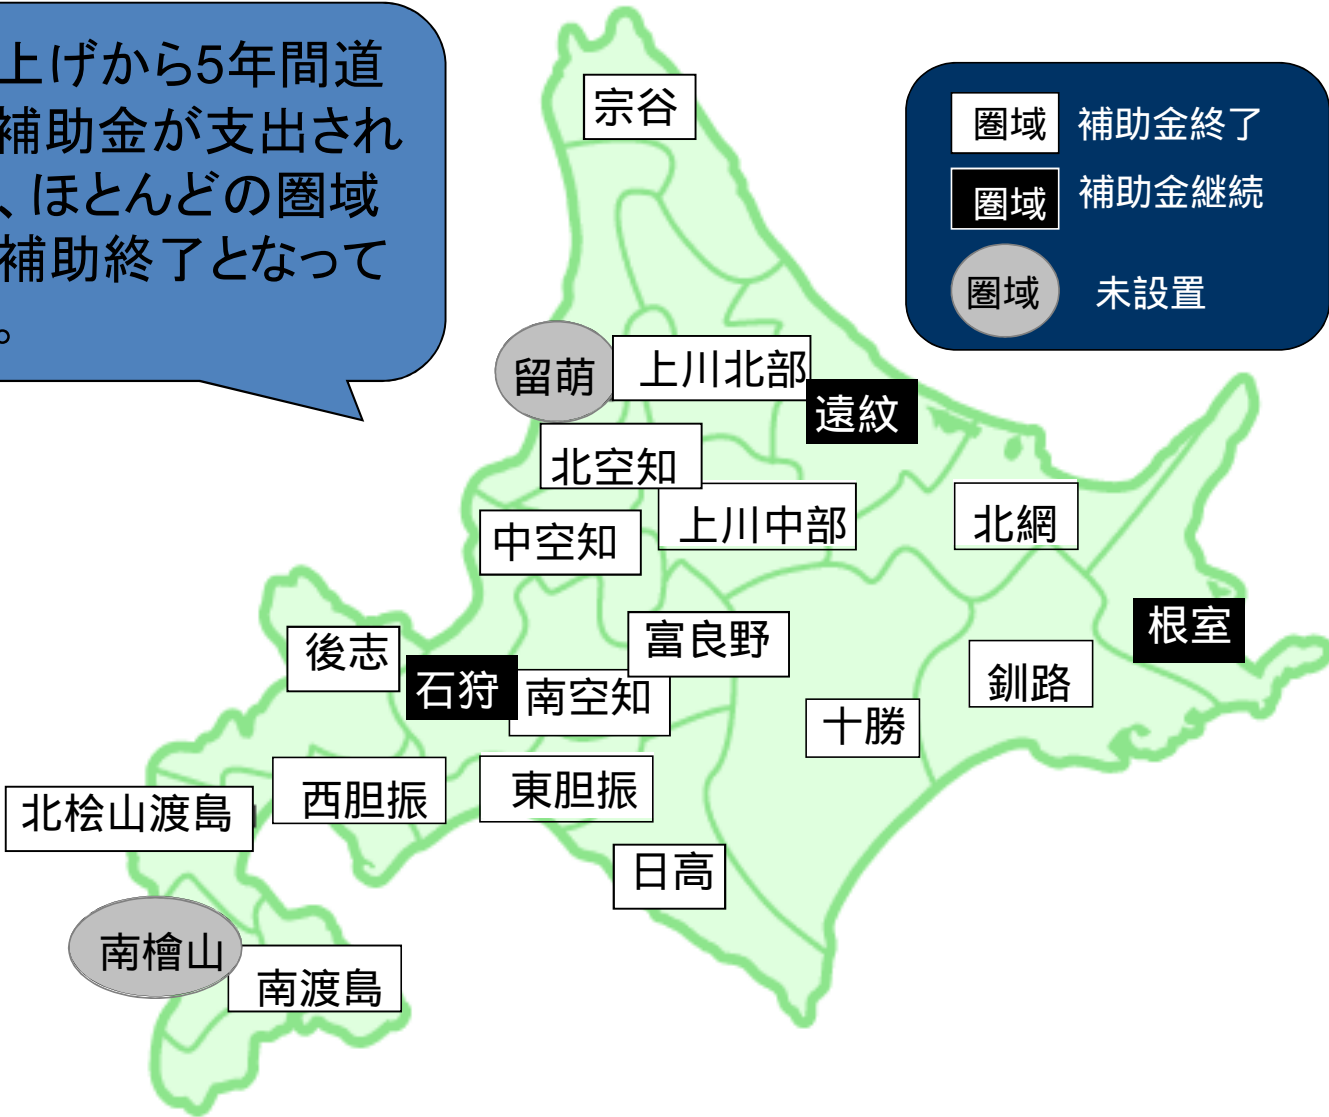 上げから5年間道
補助金が支出され
、ほとんどの圏域
補助終了となって
。
圏域 補助金終了
圏域 補助金継続
圏域 未設置
宗谷
留萌
上川北部
遠紋
北空知
上川中部
北網
中空知
富良野
根室
後志
石狩
南空知
釧路
十勝
西胆振
東胆振
北桧山渡島
日高
南檜山
南渡島